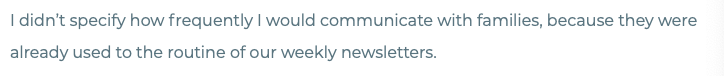 I didn’t specify how frequently I would communicate with families, because they were
already used to the routine of our weekly newsletters.